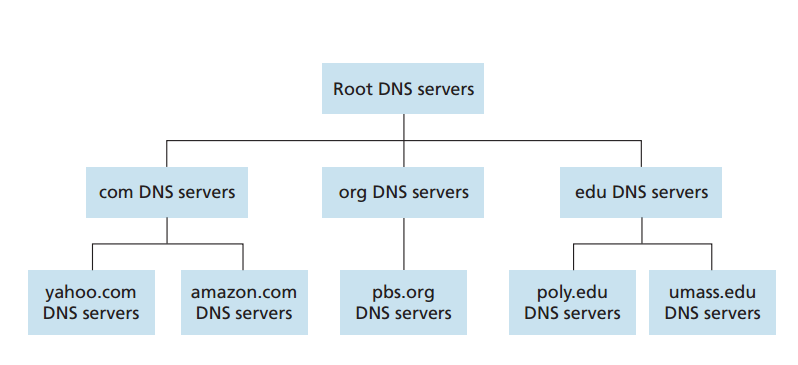 Root DNS servers
com DNS servers
org DNS servers
edu DNS servers
yahoo.com
DNS servers
amazon.com
DNS servers
pbs.org
DNS servers
poly.edu
DNS servers
umass.edu
DNS servers